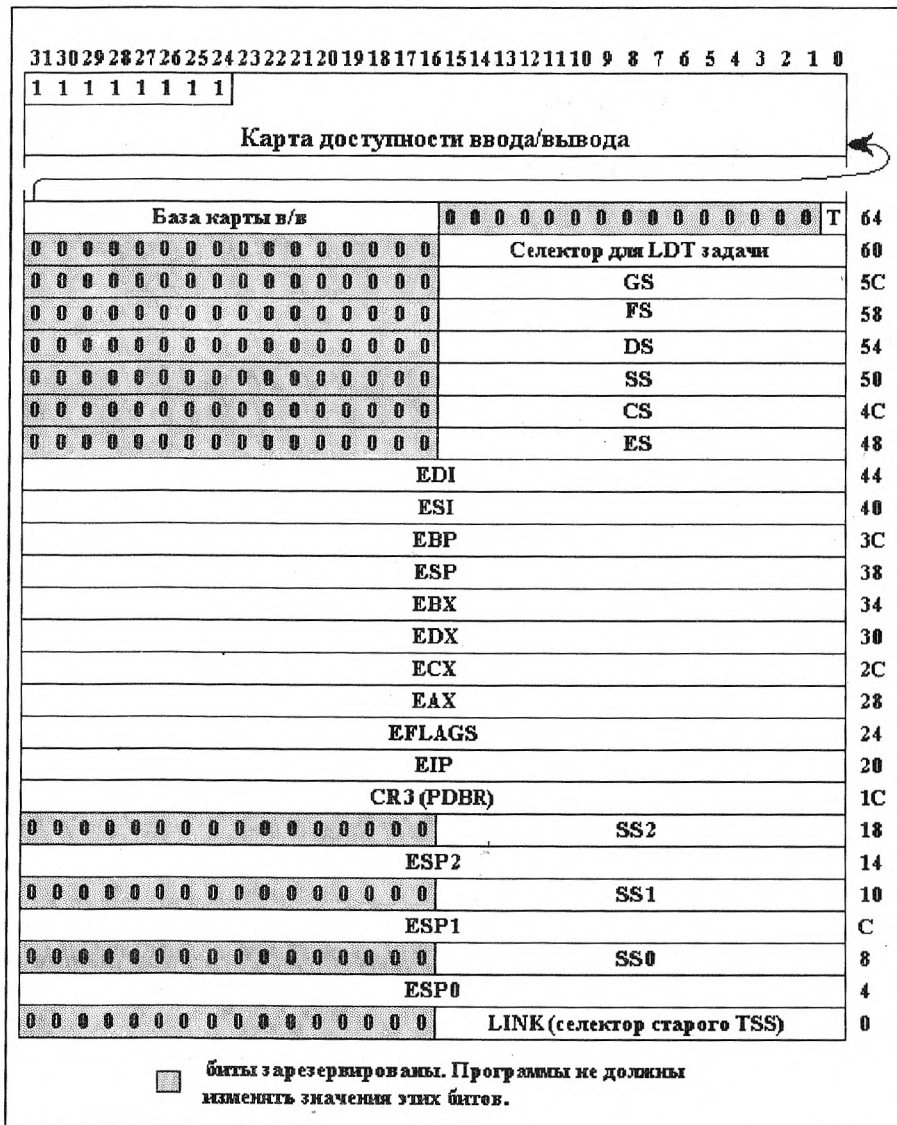 31 30 29 28 27 26 25 24 23 22 21 20 19 18 17 16 15 14 13 12 11 10 9 8 7 6 5 4 3 2 1 0
1 1 1 1 1 1 1 1
Карта доступности ввода/вывода
База карты в/в 0 0 0 0 0 0 0 0 0 0 0 0 0 0 0 T 64
0 0 0 0 0 0 0 0 0 0 0 0 0 0 0 0 Селектор для LDT задачи 60
0 0 0 0 0 0 0 0 0 0 0 0 0 0 0 0 GS 5C
0 0 0 0 0 0 0 0 0 0 0 0 0 0 0 0 FS 58
0 0 0 0 0 0 0 0 0 0 0 0 0 0 0 0 DS 54
0 0 0 0 0 0 0 0 0 0 0 0 0 0 0 0 SS 50
0 0 0 0 0 0 0 0 0 0 0 0 0 0 0 0 CS 4C
0 0 0 0 0 0 0 0 0 0 0 0 0 0 0 0 ES 48
EDI 44
ESI 40
EBP 3C
ESP 38
EBX 34
EDX 30
ECX 2C
EAX 28
EFLAGS 24
EIP 20
CR3 (PDBR) 1C
0 0 0 0 0 0 0 0 0 0 0 0 0 0 0 0 SS2 18
ESP2 14
0 0 0 0 0 0 0 0 0 0 0 0 0 0 0 0 SS1 10
ESP1 C
0 0 0 0 0 0 0 0 0 0 0 0 0 0 0 0 SS0 8
ESP0 4
0 0 0 0 0 0 0 0 0 0 0 0 0 0 0 0 LINK (селектор старого TSS) 0
биты зарезервированы. Программы не должны
изменять значения этих битов.